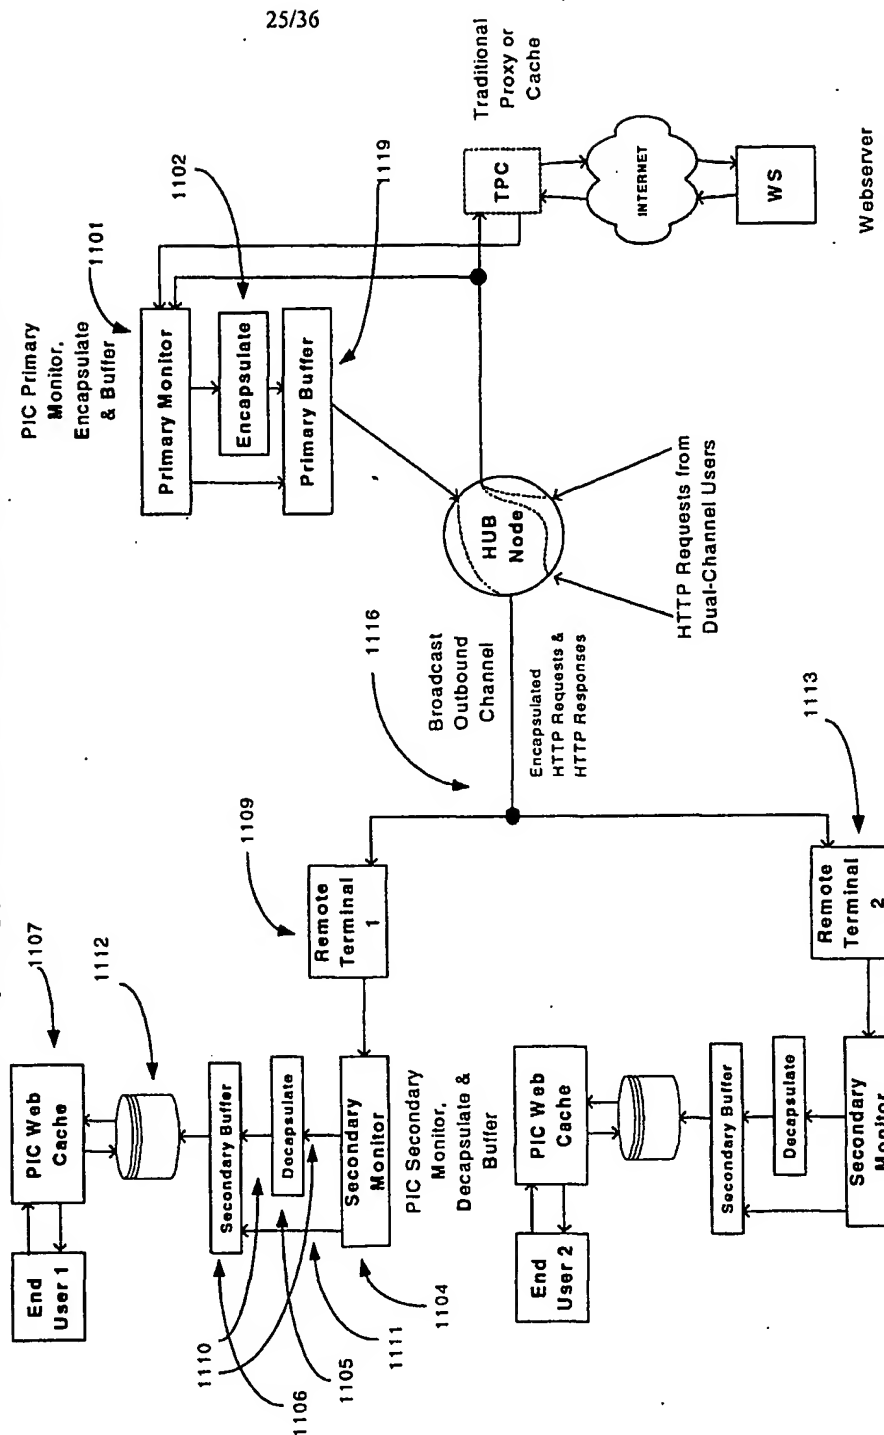 25/36
PIC Primary
Monitor,
Encapsulate
& Buffer
1101
1102
1119
Primary Monitor
Encapsulate
Primary Buffer
Traditional
Proxy or
Cache
TPC
INTERNET
WS
Webserver
HUB
Node
HTTP Requests from
Dual-Channel Users
1116
Broadcast
Outbound
Channel
Encapsulated
HTTP Requests &
HTTP Responses
1109
Remote
Terminal
1
1113
Remote
Terminal
2
1107
1112
PIC Web
Cache
End
User 1
Secondary Buffer
Decapsulate
Secondary
Monitor
PIC Secondary
Monitor,
Decapsulate &
Buffer
1110
1106
1105
1111
1104
PIC Web
Cache
End
User 2
Secondary Buffer
Decapsulate
Secondary
Monitor